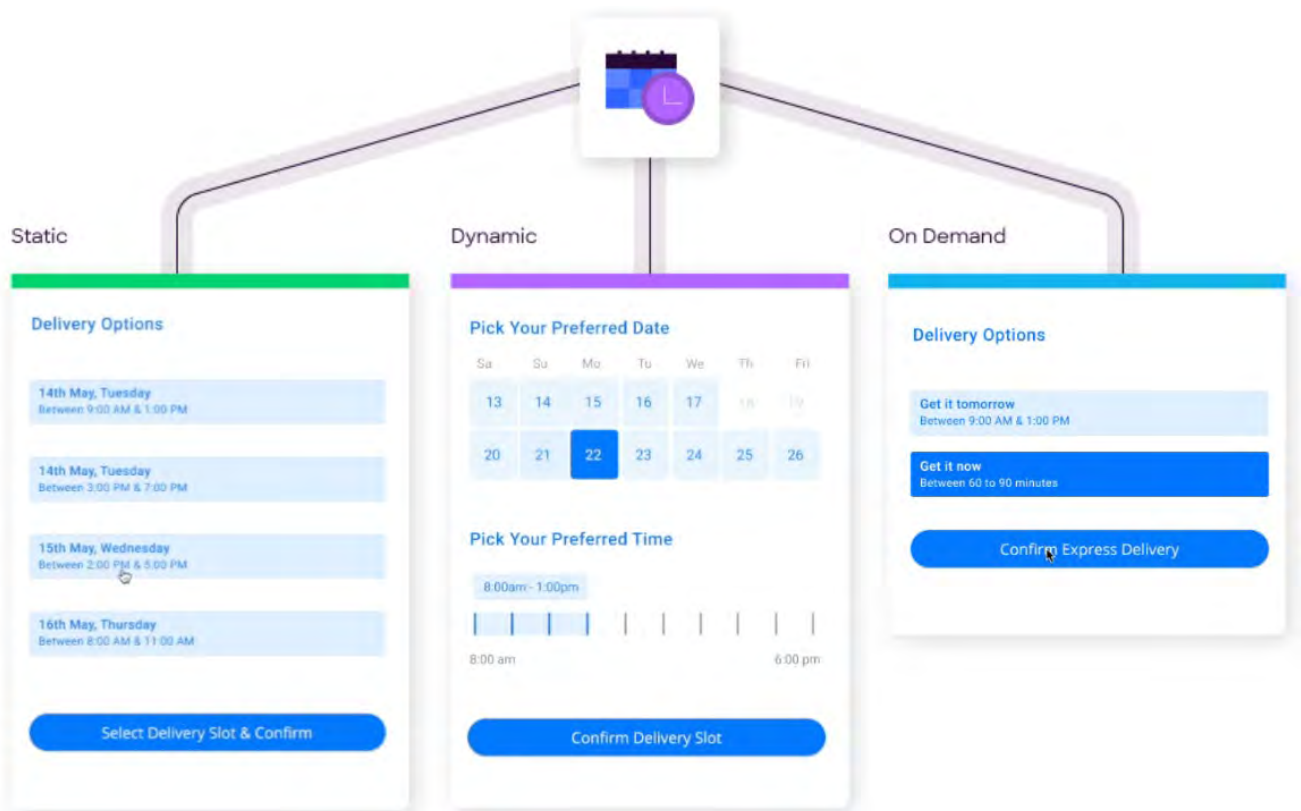 Static
Delivery Options
14th May, Tuesday
Between 9:00 AM & 1:00 PM
14th May, Tuesday
Between 3:00 PM & 7:00 PM
15th May, Wednesday
Between 2:00 PM & 5:00 PM
16th May, Thursday
Between 8:00 AM & 11:00 AM
Select Delivery Slot & Confirm
Dynamic
Pick Your Preferred Date
Sa Su Mo Tu We Th Fri
13 14 15 16 17 18 19
20 21 22 23 24 25 26
Pick Your Preferred Time
8:00am - 1:00pm
8:00 am 6:00 pm
Confirm Delivery Slot
On Demand
Delivery Options
Get it tomorrow
Between 9:00 AM & 1:00 PM
Get it now
Between 60 to 90 minutes
Confirm Express Delivery